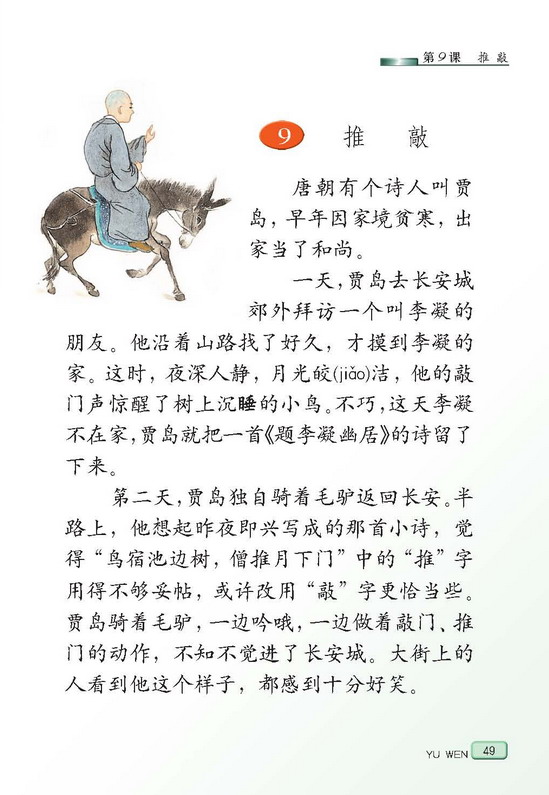 第9课 推敲
9 推 敲
唐朝有个诗人叫贾
岛，早年因家境贫寒，出
家当了和尚。
一天，贾岛去长安城
郊外拜访一个叫李凝的
朋友。他沿着山路找了好久，才摸到李凝的
家。这时，夜深人静，月光皎(jiǎo)洁，他的敲
门声惊醒了树上沉睡的小鸟。不巧，这天李凝
不在家，贾岛就把一首《题李凝幽居》的诗留了
下来。
第二天，贾岛独自骑着毛驴返回长安。半
路上，他想起昨夜即兴写成的那首小诗，觉
得“鸟宿池边树，僧推月下门”中的“推”字
用得不够妥帖，或许改用“敲”字更恰当些。
贾岛骑着毛驴，一边吟哦，一边做着敲门、推
门的动作，不知不觉进了长安城。大街上的
人看到他这个样子，都感到十分好笑。
YU WEN 49